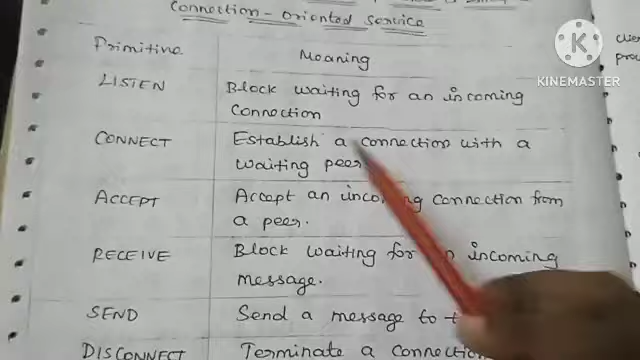 Connection-oriented service
Primitive Meaning
LISTEN Block waiting for an incoming
connection
CONNECT Establish a connection with a
waiting peer
ACCEPT Accept an incoming connection from
a peer.
RECEIVE Block waiting for incoming
message.
SEND Send a message to
DISCONNECT Terminate a connection
clien
K
KINEMASTER